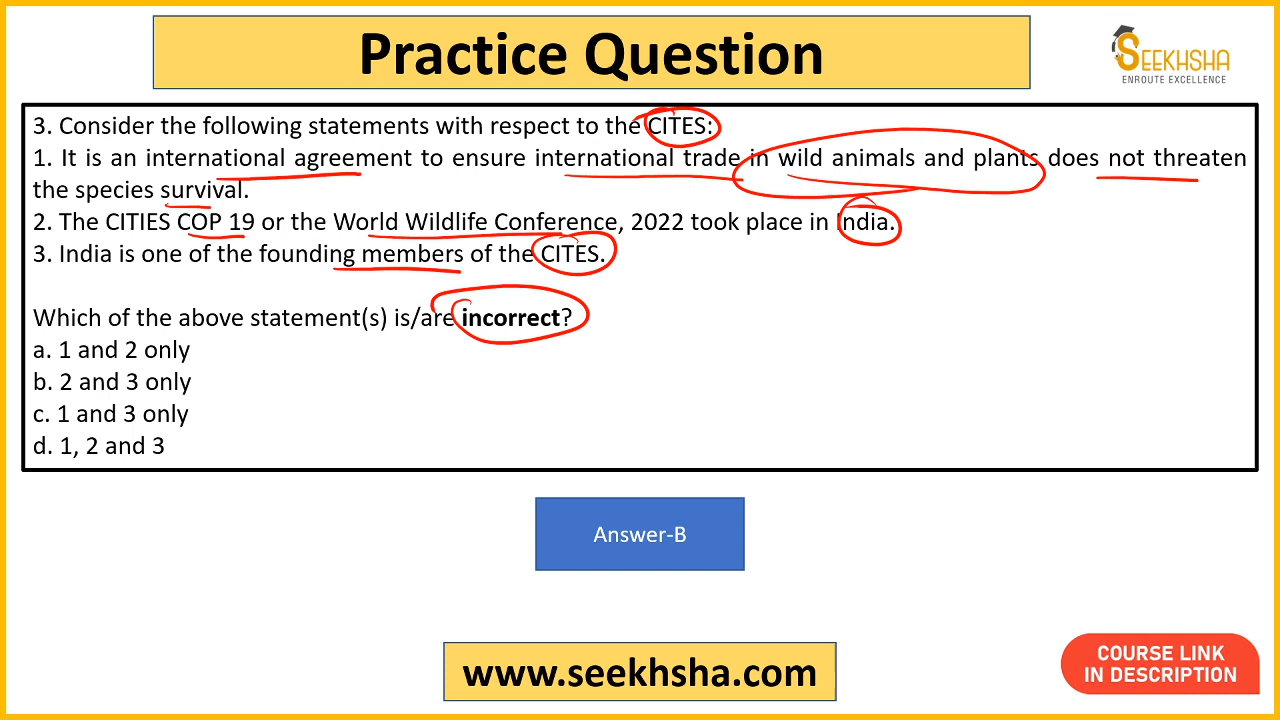 Practice Question
SEEKHSHA
ENROUTE EXCELLENCE
3. Consider the following statements with respect to the CITES:
1. It is an international agreement to ensure international trade in wild animals and plants does not threaten
the species survival.
2. The CITIES COP 19 or the World Wildlife Conference, 2022 took place in India.
3. India is one of the founding members of the CITES.
Which of the above statement(s) is/are incorrect?
a. 1 and 2 only
b. 2 and 3 only
c. 1 and 3 only
d. 1, 2 and 3
Answer-B
www.seekhsha.com
COURSE LINK
IN DESCRIPTION